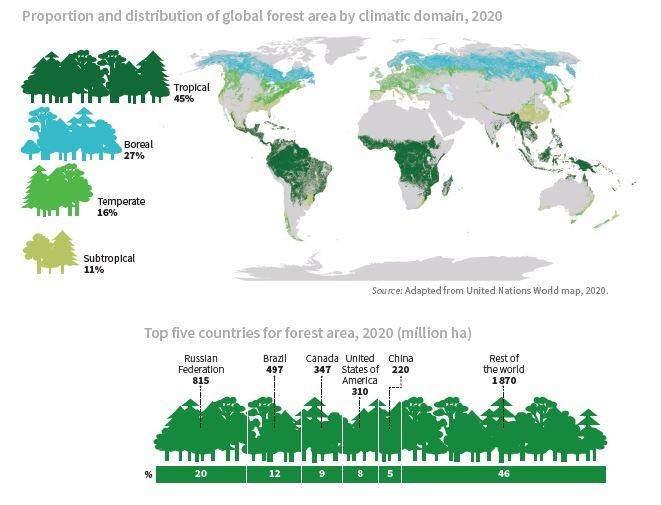 Proportion and distribution of global forest area by climatic domain, 2020
Tropical
45%
Boreal
27%
Temperate
16%
Subtropical
11%
Source: Adapted from United Nations World map, 2020.
Top five countries for forest area, 2020 (million ha)
Russian
Federation
815
Brazil
497
Canada
347
United
States of
America
310
China
220
Rest of
the world
1 870
% 20 12 9 8 5 46